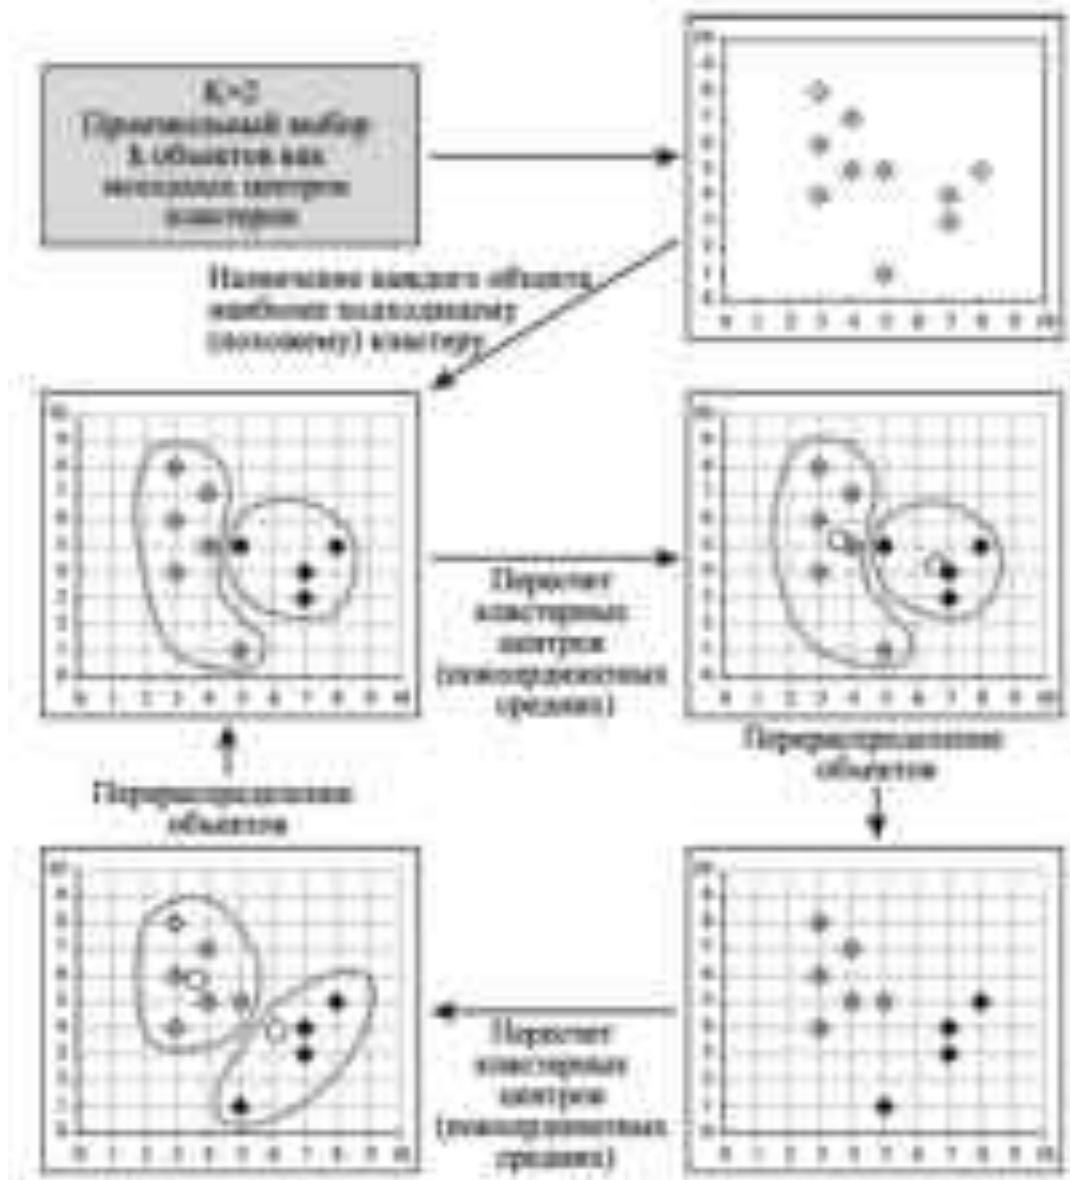 K=2
Произвольный выбор
k объектов как
исходных центров
кластеров
Назначение каждого объекта
наиболее подходящему
(похожему) кластеру
Пересчет
кластерных
центров
(покоординатных
средних)
Перераспределение
объектов
Перераспределение
объектов
Пересчет
кластерных
центров
(покоординатных
средних)